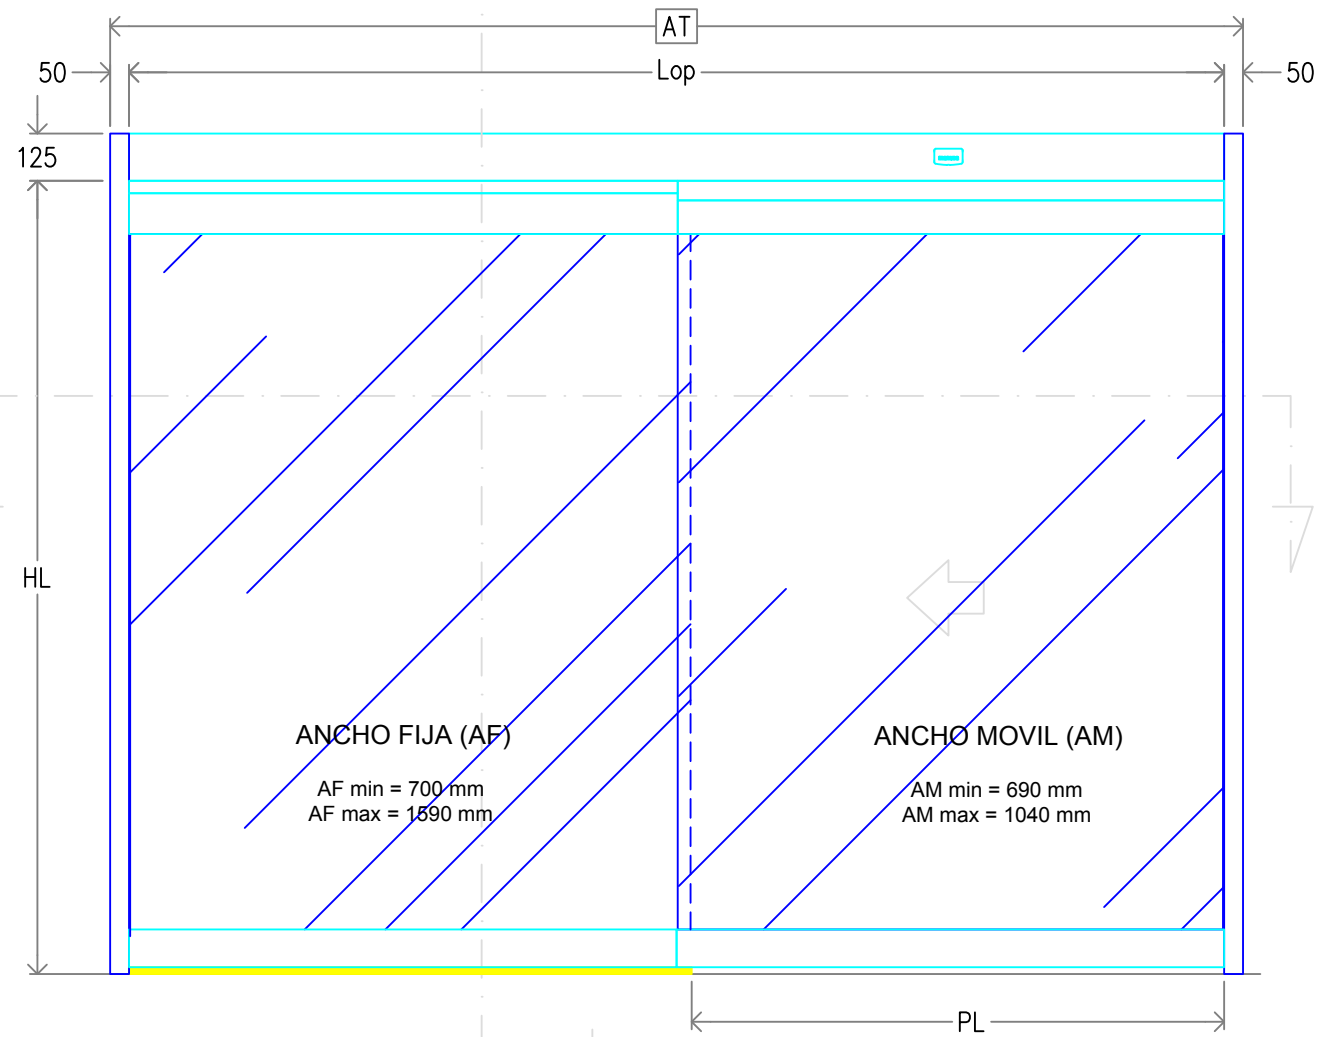 AT
50
Lop
50
125
HL
ANCHO FIJA (AF)
AF min = 700 mm
AF max = 1590 mm
ANCHO MOVIL (AM)
AM min = 690 mm
AM max = 1040 mm
PL